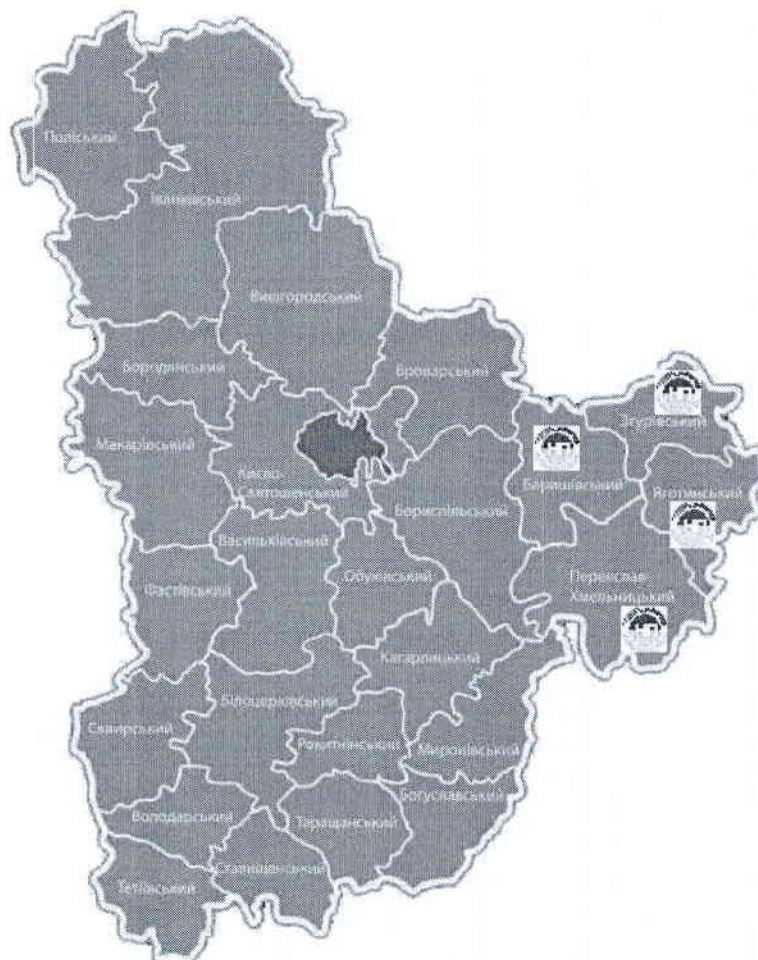 Поліський
Іванківський
Вишгородський
Бородянський
Броварський
Згурівський
Макарівський
Києво-
Святошенський
Баришівський
Яготинський
Бориспільський
Васильківський
Обухівський
Фастівський
Переяслав-
Хмельницький
Кагарлицький
Білоцерківський
Сквирський
Рокитнянський
Миронівський
Богуславський
Володарський
Таращанський
Ставищенський
Тетіївський